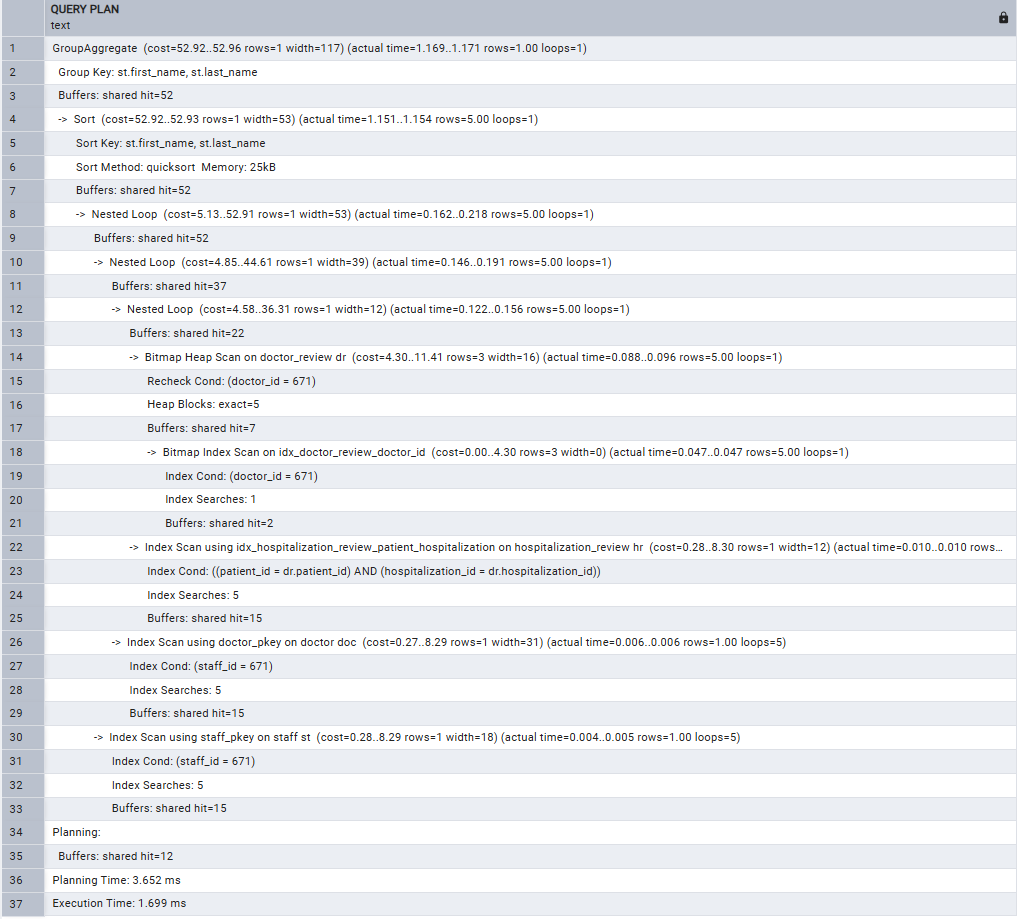 QUERY PLAN
text
1 GroupAggregate (cost=52.92..52.96 rows=1 width=117) (actual time=1.169..1.171 rows=1.00 loops=1)
2 Group Key: st.first_name, st.last_name
3 Buffers: shared hit=52
4 -> Sort (cost=52.92..52.93 rows=1 width=53) (actual time=1.151..1.154 rows=5.00 loops=1)
5 Sort Key: st.first_name, st.last_name
6 Sort Method: quicksort Memory: 25kB
7 Buffers: shared hit=52
8 -> Nested Loop (cost=5.13..52.91 rows=1 width=53) (actual time=0.162..0.218 rows=5.00 loops=1)
9 Buffers: shared hit=52
10 -> Nested Loop (cost=4.85..44.61 rows=1 width=39) (actual time=0.146..0.191 rows=5.00 loops=1)
11 Buffers: shared hit=37
12 -> Nested Loop (cost=4.58..36.31 rows=1 width=12) (actual time=0.122..0.156 rows=5.00 loops=1)
13 Buffers: shared hit=22
14 -> Bitmap Heap Scan on doctor_review dr (cost=4.30..11.41 rows=3 width=16) (actual time=0.088..0.096 rows=5.00 loops=1)
15 Recheck Cond: (doctor_id = 671)
16 Heap Blocks: exact=5
17 Buffers: shared hit=7
18 -> Bitmap Index Scan on idx_doctor_review_doctor_id (cost=0.00..4.30 rows=3 width=0) (actual time=0.047..0.047 rows=5.00 loops=1)
19 Index Cond: (doctor_id = 671)
20 Index Searches: 1
21 Buffers: shared hit=2
22 -> Index Scan using idx_hospitalization_review_patient_hospitalization on hospitalization_review hr (cost=0.28..8.30 rows=1 width=12) (actual time=0.010..0.010 rows...
23 Index Cond: ((patient_id = dr.patient_id) AND (hospitalization_id = dr.hospitalization_id))
24 Index Searches: 5
25 Buffers: shared hit=15
26 -> Index Scan using doctor_pkey on doctor doc (cost=0.27..8.29 rows=1 width=31) (actual time=0.006..0.006 rows=1.00 loops=5)
27 Index Cond: (staff_id = 671)
28 Index Searches: 5
29 Buffers: shared hit=15
30 -> Index Scan using staff_pkey on staff st (cost=0.28..8.29 rows=1 width=18) (actual time=0.004..0.005 rows=1.00 loops=5)
31 Index Cond: (staff_id = 671)
32 Index Searches: 5
33 Buffers: shared hit=15
34 Planning:
35 Buffers: shared hit=12
36 Planning Time: 3.652 ms
37 Execution Time: 1.699 ms